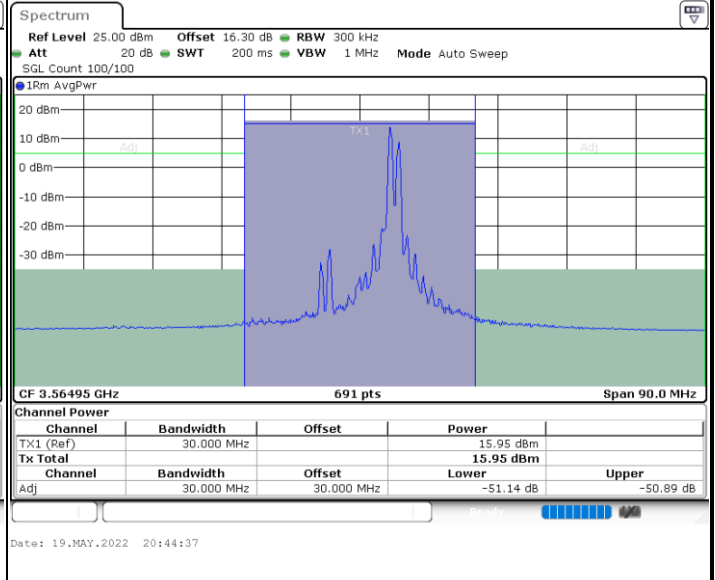 Spectrum
Ref Level 25.00 dBm Offset 16.30 dB RBW 300 kHz
Att 20 dB SWT 200 ms VBW 1 MHz Mode Auto Sweep
SGL Count 100/100
1Rm AvgPwr
20 dBm
TX1
10 dBm
Adj Adj
0 dBm
-10 dBm
-20 dBm
-30 dBm
CF 3.56495 GHz 691 pts Span 90.0 MHz
Channel Power
Channel Bandwidth Offset Power
TX1 (Ref) 30.000 MHz 15.95 dBm
Tx Total 15.95 dBm
Channel Bandwidth Offset Lower Upper
Adj 30.000 MHz 30.000 MHz -51.14 dB -50.89 dB
Ready
Date: 19.MAY.2022 20:44:37